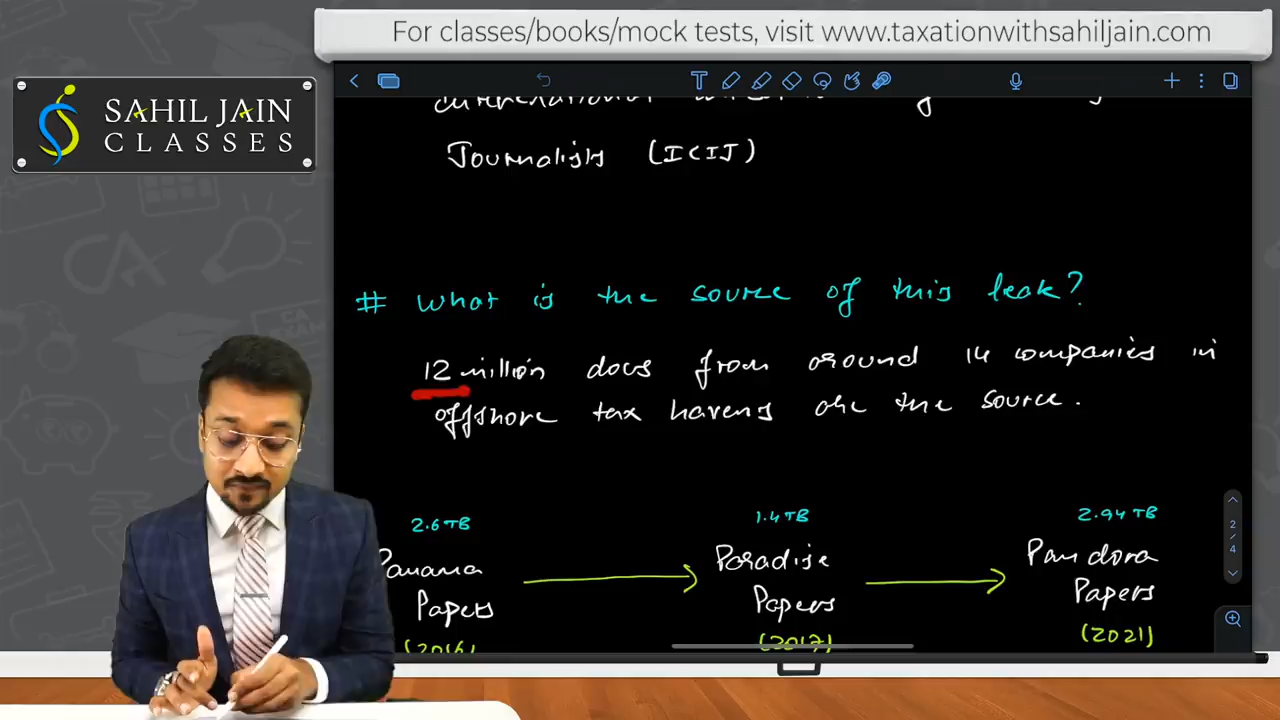 For classes/books/mock tests, visit www.taxationwithsahiljain.com
SAHIL JAIN
CLASSES
Journalists (ICIJ)
# What is the source of this leak?
12 million docs from around 14 companies in
offshore tax havens are the source.
2.6 TB
1.4 TB
2.94 TB
Panama
Papers
(2016)
Paradise
Papers
(2017)
Pandora
Papers
(2021)
2
/
4